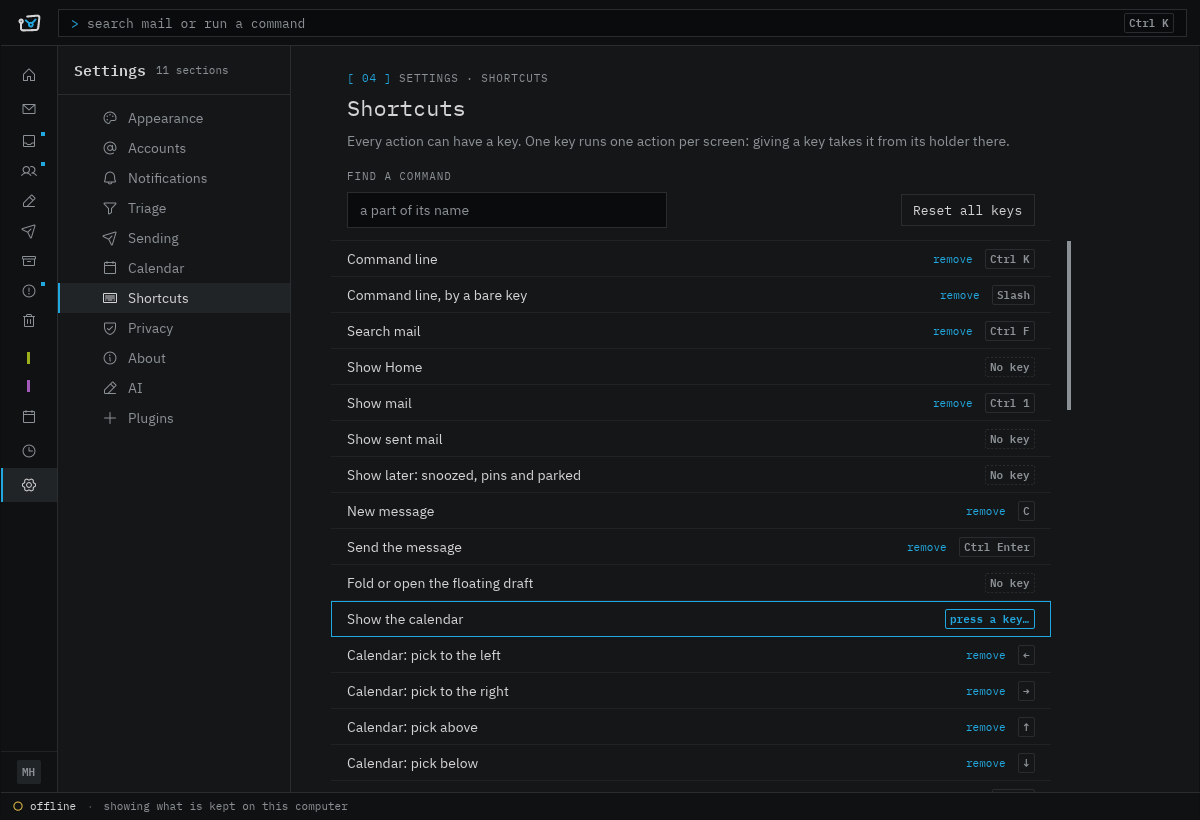 > search mail or run a command Ctrl K
Settings 11 sections
Appearance
Accounts
Notifications
Triage
Sending
Calendar
Shortcuts
Privacy
About
AI
Plugins
MH
[ 04 ] SETTINGS · SHORTCUTS
Shortcuts
Every action can have a key. One key runs one action per screen: giving a key takes it from its holder there.
FIND A COMMAND
a part of its name
Reset all keys
Command line remove Ctrl K
Command line, by a bare key remove Slash
Search mail remove Ctrl F
Show Home No key
Show mail remove Ctrl 1
Show sent mail No key
Show later: snoozed, pins and parked No key
New message remove C
Send the message remove Ctrl Enter
Fold or open the floating draft No key
Show the calendar press a key…
Calendar: pick to the left remove ←
Calendar: pick to the right remove →
Calendar: pick above remove ↑
Calendar: pick below remove ↓
offline · showing what is kept on this computer